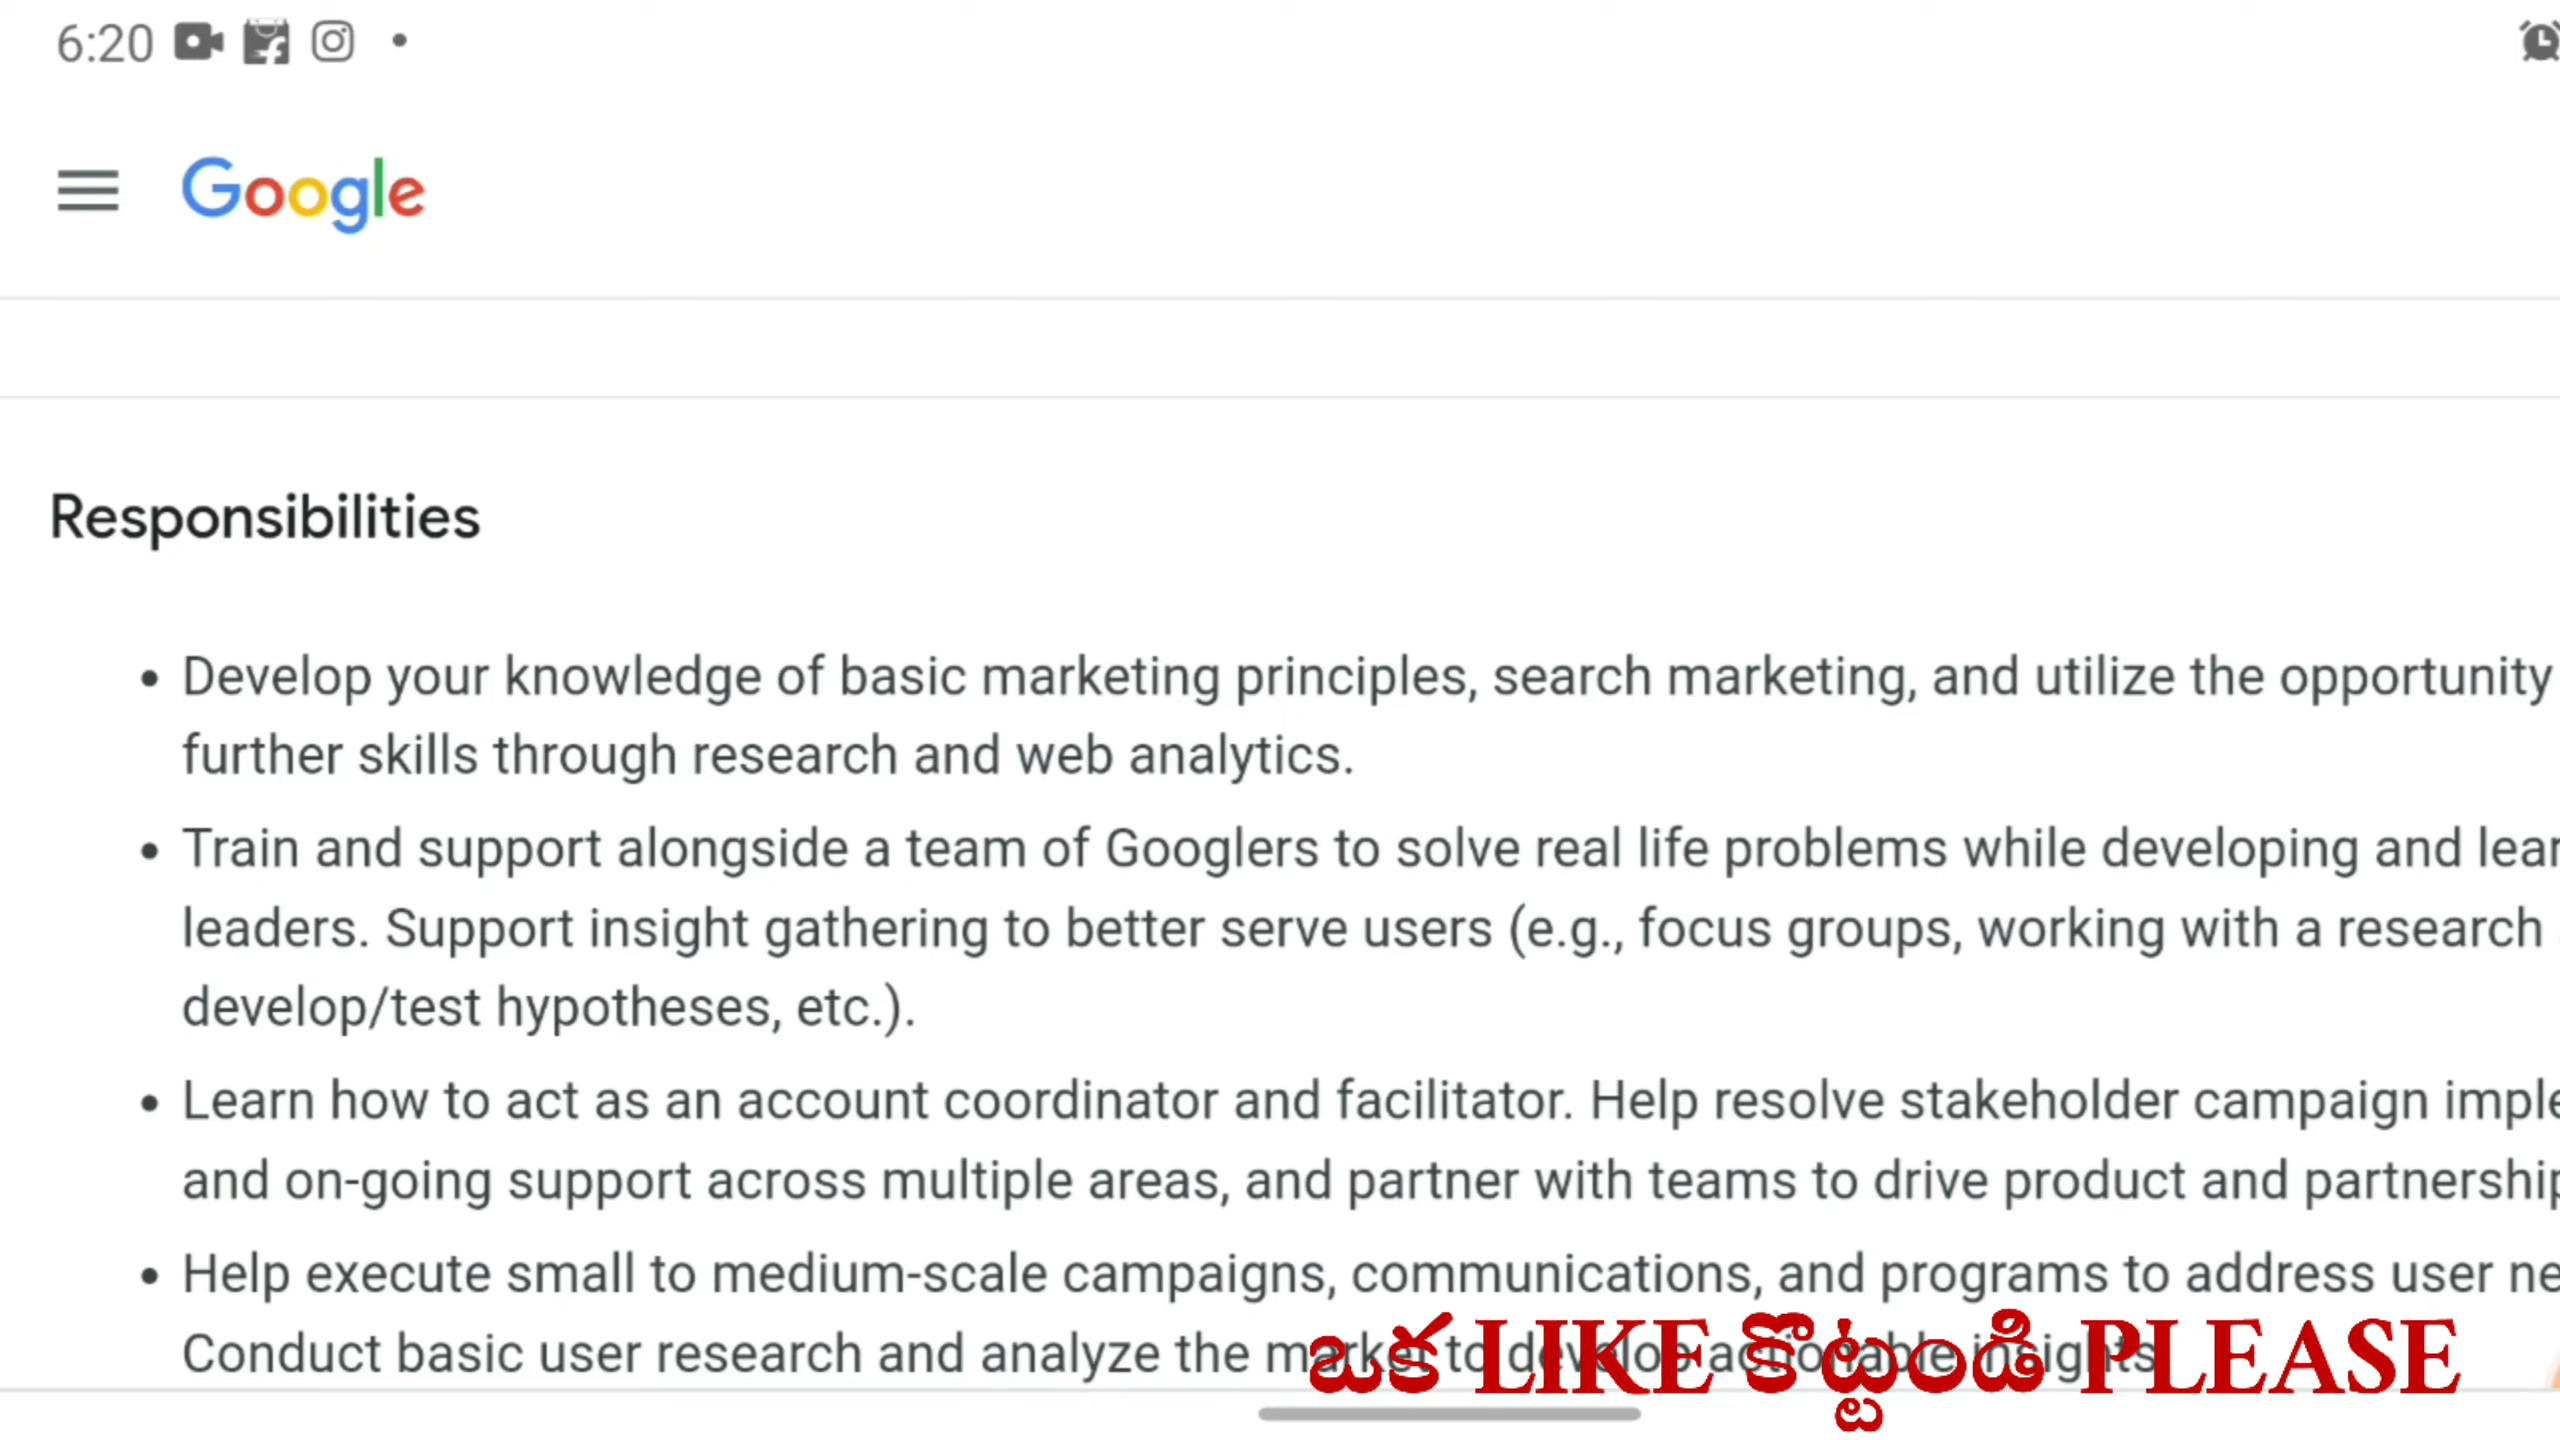 6:20
Google
Responsibilities
• Develop your knowledge of basic marketing principles, search marketing, and utilize the opportunity
further skills through research and web analytics.
• Train and support alongside a team of Googlers to solve real life problems while developing and
leaders. Support insight gathering to better serve users (e.g., focus groups, working with a research
develop/test hypotheses, etc.).
• Learn how to act as an account coordinator and facilitator. Help resolve stakeholder campaign
and on-going support across multiple areas, and partner with teams to drive product and
• Help execute small to medium-scale campaigns, communications, and programs to address user
Conduct basic user research and analyze the market to develop actionable insights
ఒక LIKE కొట్టండి PLEASE